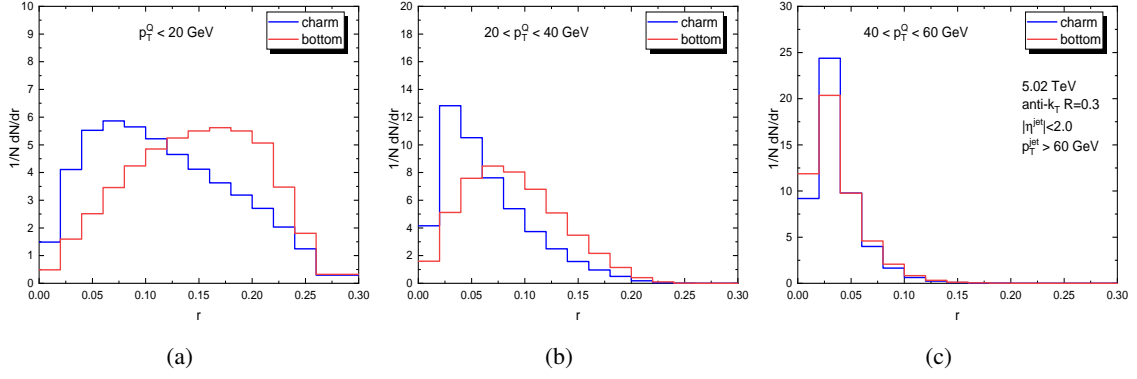 p_T^Q < 20 GeV
charm
bottom
1/N dN/dr
10
9
8
7
6
5
4
3
2
1
0
0.00 0.05 0.10 0.15 0.20 0.25 0.30
r
(a)
20 < p_T^Q < 40 GeV
charm
bottom
1/N dN/dr
20
18
16
14
12
10
8
6
4
2
0
0.00 0.05 0.10 0.15 0.20 0.25 0.30
r
(b)
40 < p_T^Q < 60 GeV
charm
bottom
5.02 TeV
anti-k_T R=0.3
|η^jet|<2.0
p_T^jet > 60 GeV
1/N dN/dr
30
25
20
15
10
5
0
0.00 0.05 0.10 0.15 0.20 0.25 0.30
r
(c)